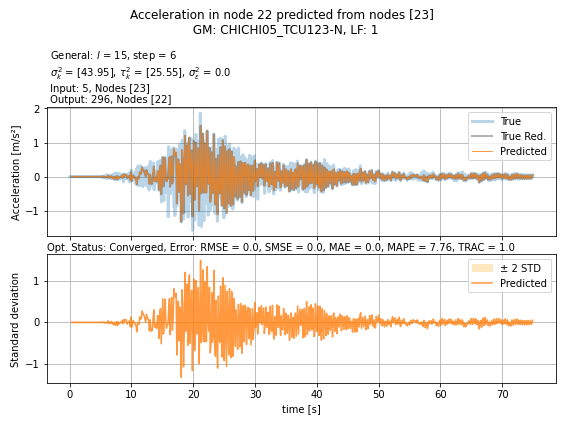 Acceleration in node 22 predicted from nodes [23]
GM: CHICHI05_TCU123-N, LF: 1
General: l = 15, step = 6
σ²ₖ = [43.95], τ²ₖ = [25.55], σ²ₑ = 0.0
Input: 5, Nodes [23]
Output: 296, Nodes [22]
2
1
0
−1
Acceleration [m/s²]
True
True Red.
Predicted
Opt. Status: Converged, Error: RMSE = 0.0, SMSE = 0.0, MAE = 0.0, MAPE = 7.76, TRAC = 1.0
1
0
−1
Standard deviation
± 2 STD
Predicted
0 10 20 30 40 50 60 70
time [s]